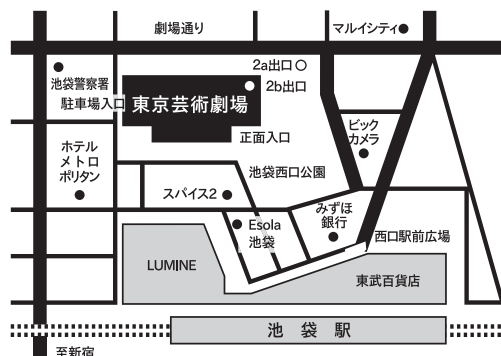 劇場通り
マルイシティ
2a出口
池袋警察署
2b出口
駐車場入口
東京芸術劇場
正面入口
ビック
カメラ
ホテル
メトロ
ポリタン
池袋西口公園
スパイス2
Esola
池袋
みずほ
銀行
西口駅前広場
LUMINE
東武百貨店
池袋駅
至新宿